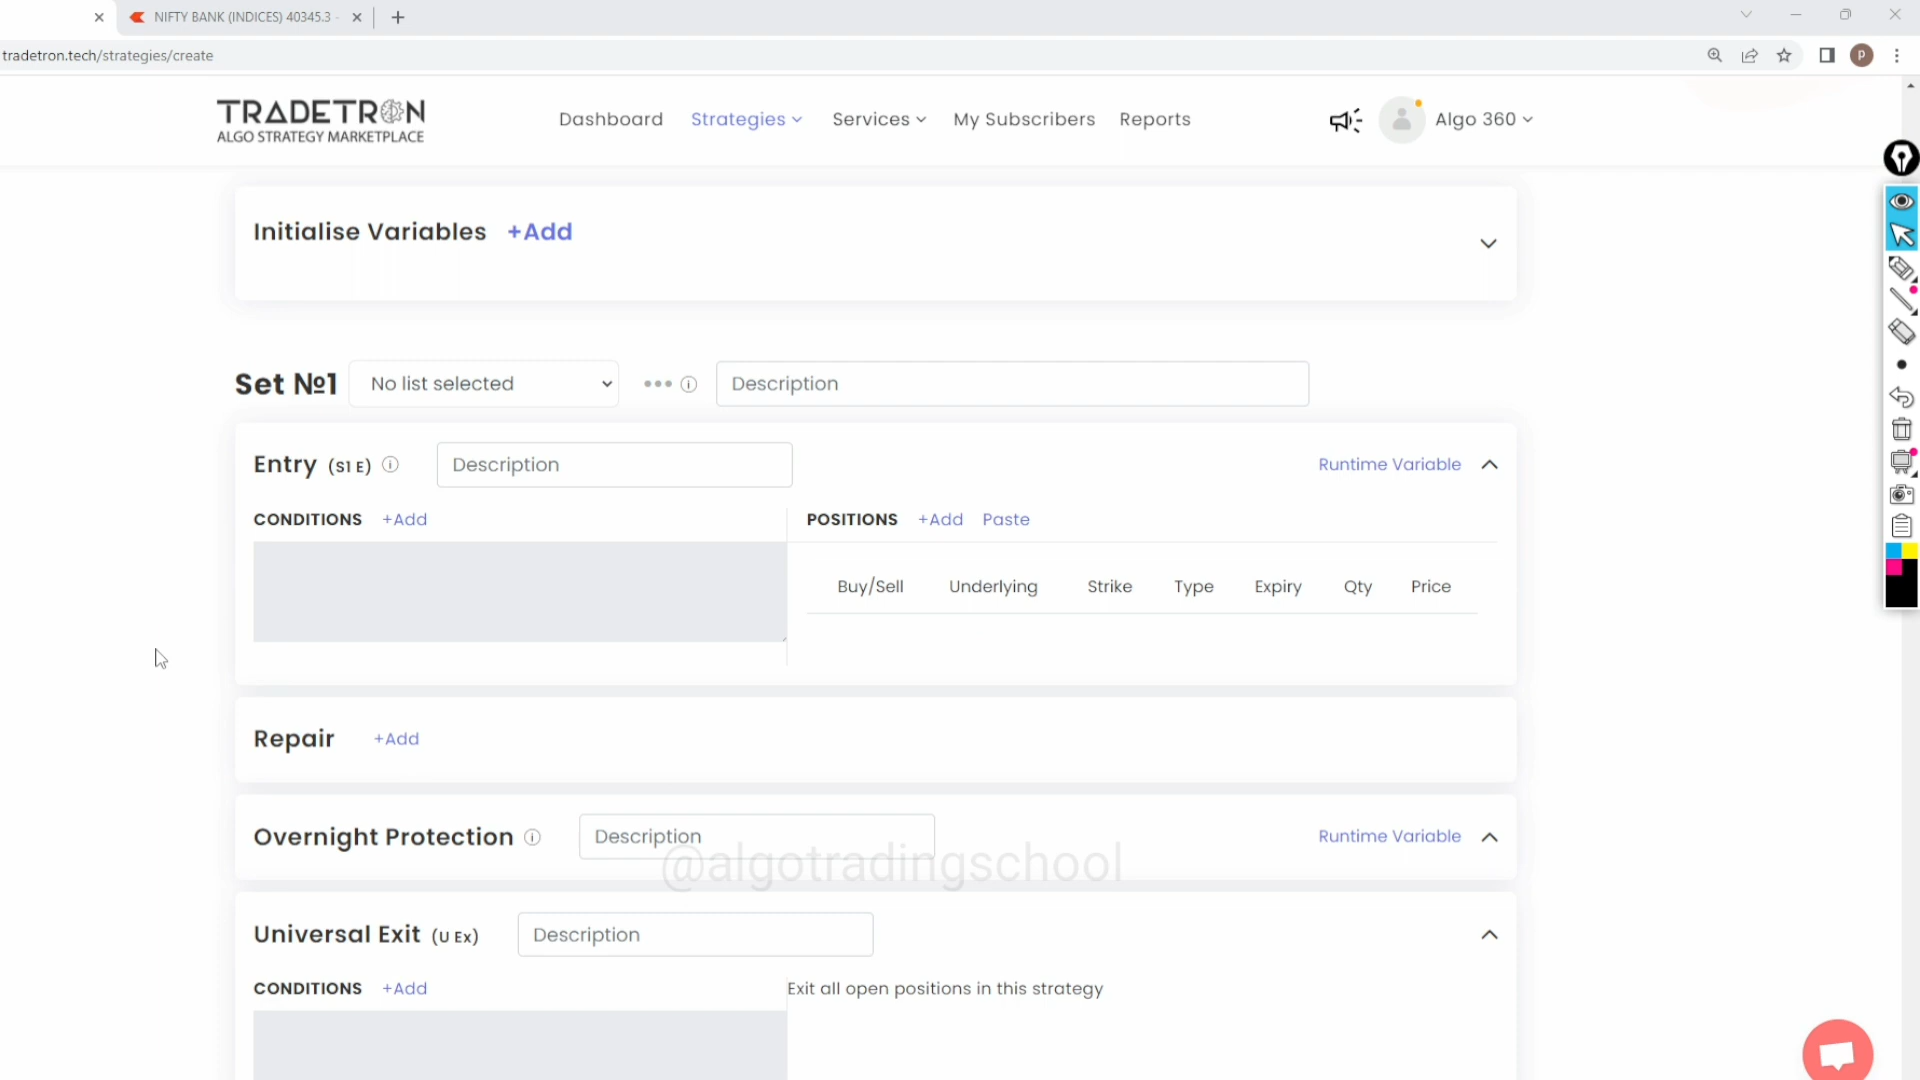 NIFTY BANK (INDICES) 40345.3
tradetron.tech/strategies/create
P
TRADETRON
ALGO STRATEGY MARKETPLACE
Dashboard Strategies Services My Subscribers Reports Algo 360
Initialise Variables +Add
Set №1 No list selected Description
Entry (S1 E) Description Runtime Variable
CONDITIONS +Add POSITIONS +Add Paste
Buy/Sell Underlying Strike Type Expiry Qty Price
Repair +Add
Overnight Protection Description Runtime Variable
@algotradingschool
Universal Exit (U Ex) Description
CONDITIONS +Add Exit all open positions in this strategy